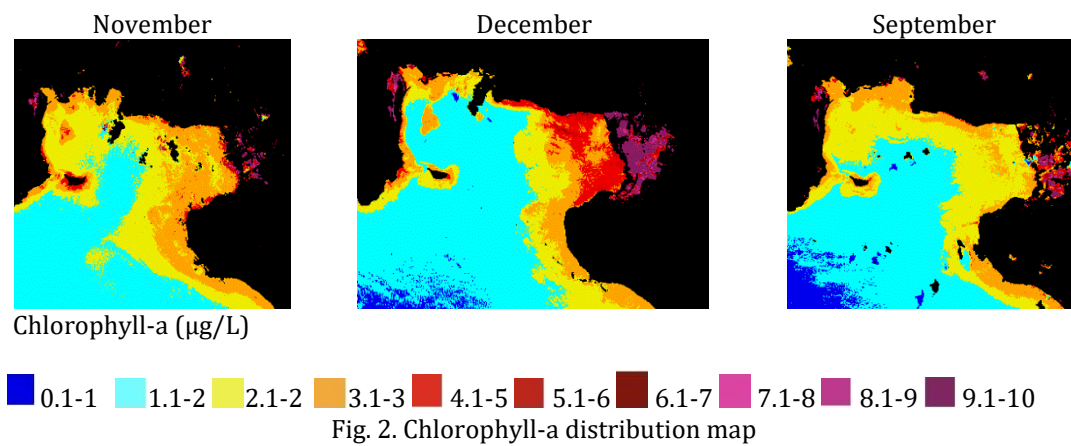 November December September
Chlorophyll-a (µg/L)
0.1-1 1.1-2 2.1-2 3.1-3 4.1-5 5.1-6 6.1-7 7.1-8 8.1-9 9.1-10
Fig. 2. Chlorophyll-a distribution map